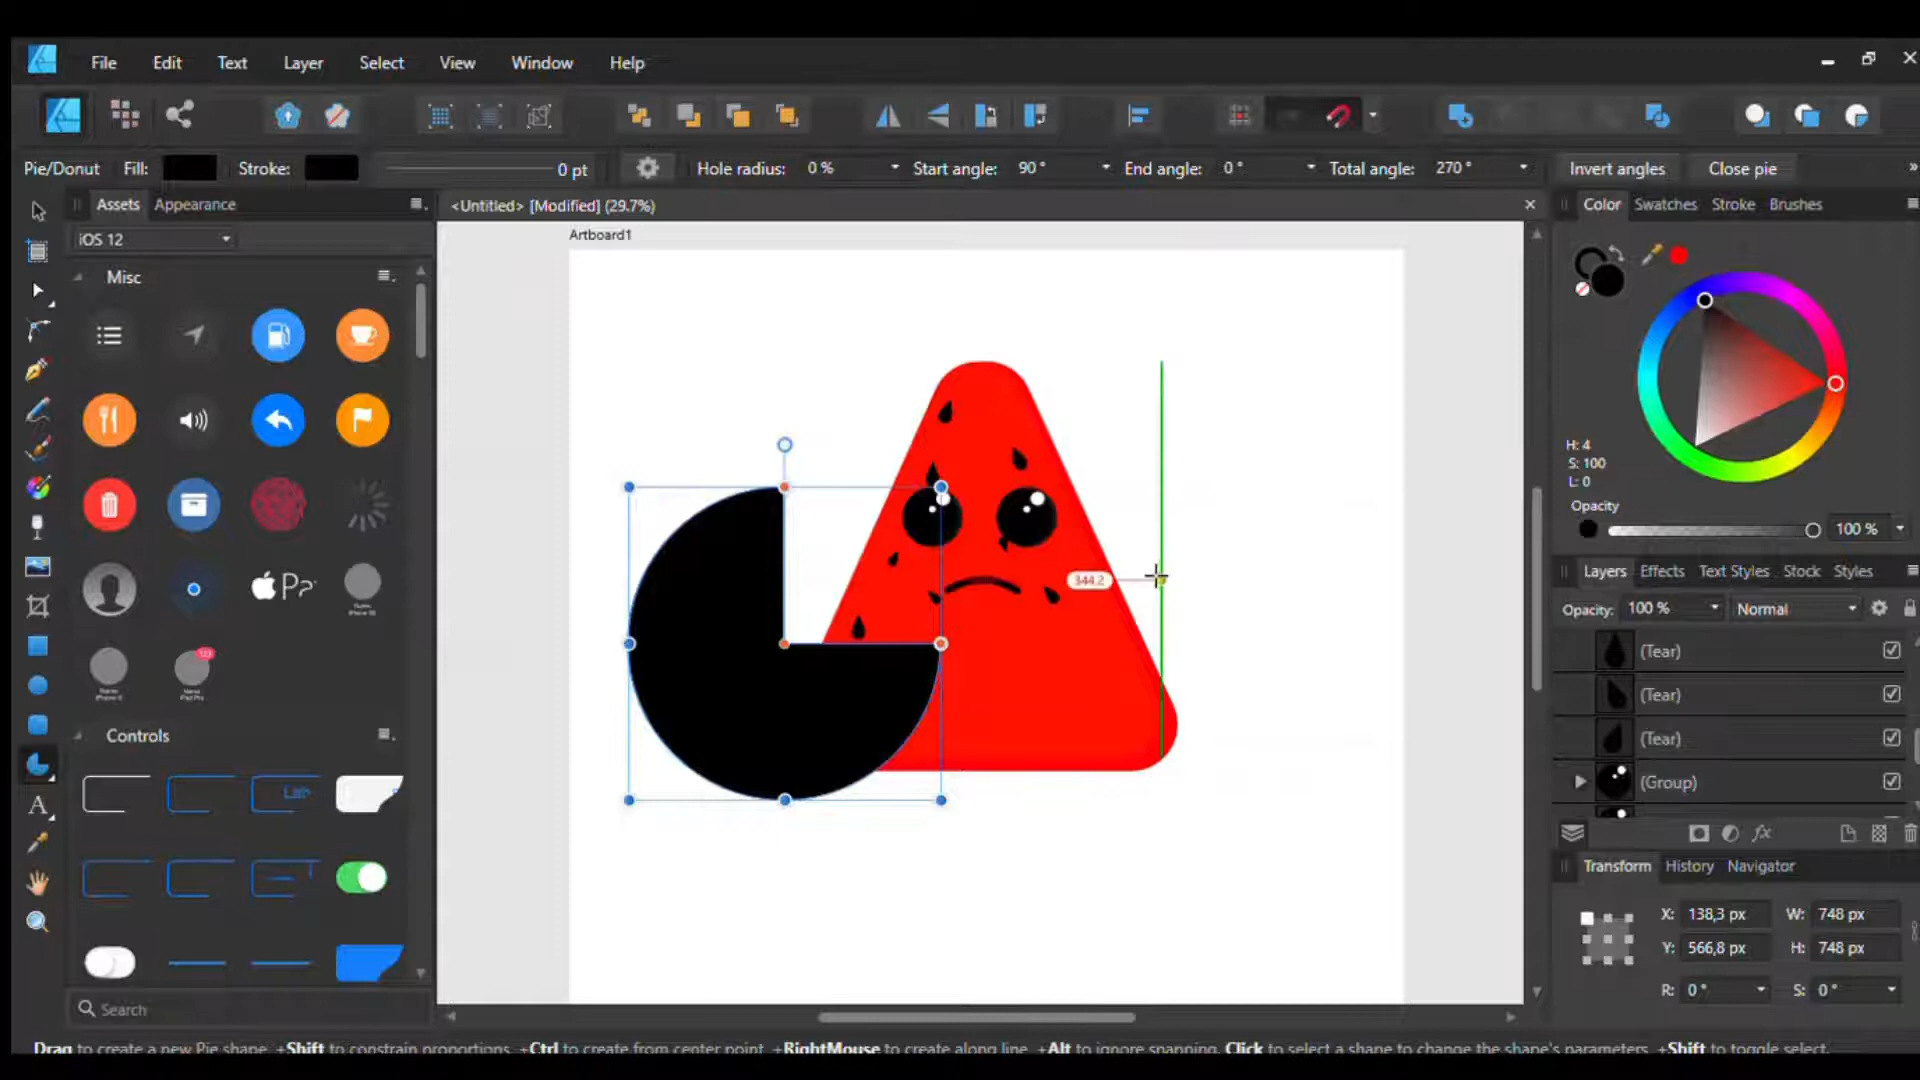 File Edit Text Layer Select View Window Help
Pie/Donut Fill: Stroke: 0 pt Hole radius: 0 % Start angle: 90 ° End angle: 0 ° Total angle: 270 ° Invert angles Close pie
Assets Appearance
<Untitled> [Modified] (29.7%)
Color Swatches Stroke Brushes
iOS 12
Artboard1
Misc
H: 4
S: 100
L: 0
Opacity
100 %
Layers Effects Text Styles Stock Styles
344.2
Opacity: 100 % Normal
(Tear)
(Tear)
(Tear)
(Group)
123
Controls
A
Transform History Navigator
X: 138,3 px W: 748 px
Y: 566,8 px H: 748 px
R: 0 ° S: 0 °
Search
Drag to create a new Pie shape. +Shift to constrain proportions. +Ctrl to create from center point. +RightMouse to create along line. +Alt to ignore snapping. Click to select a shape to change the shape's parameters. +Shift to toggle select.